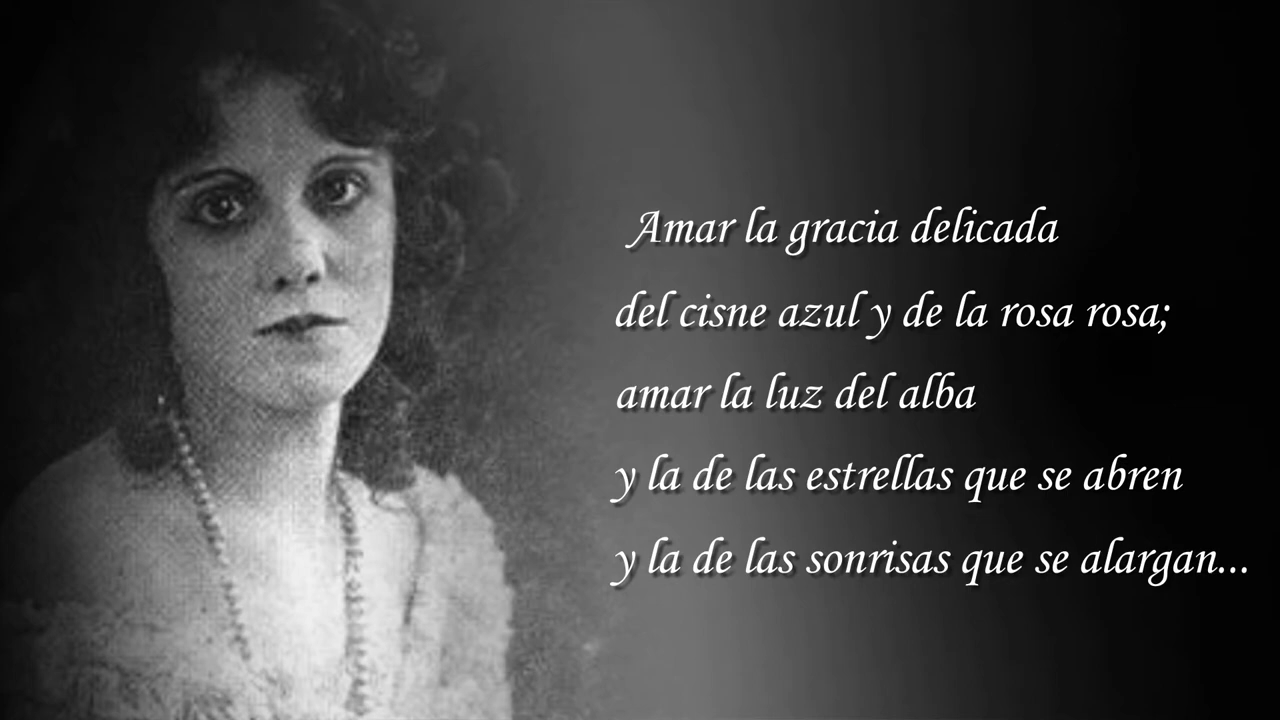 Amar la gracia delicada
del cisne azul y de la rosa rosa;
amar la luz del alba
y la de las estrellas que se abren
y la de las sonrisas que se alargan...